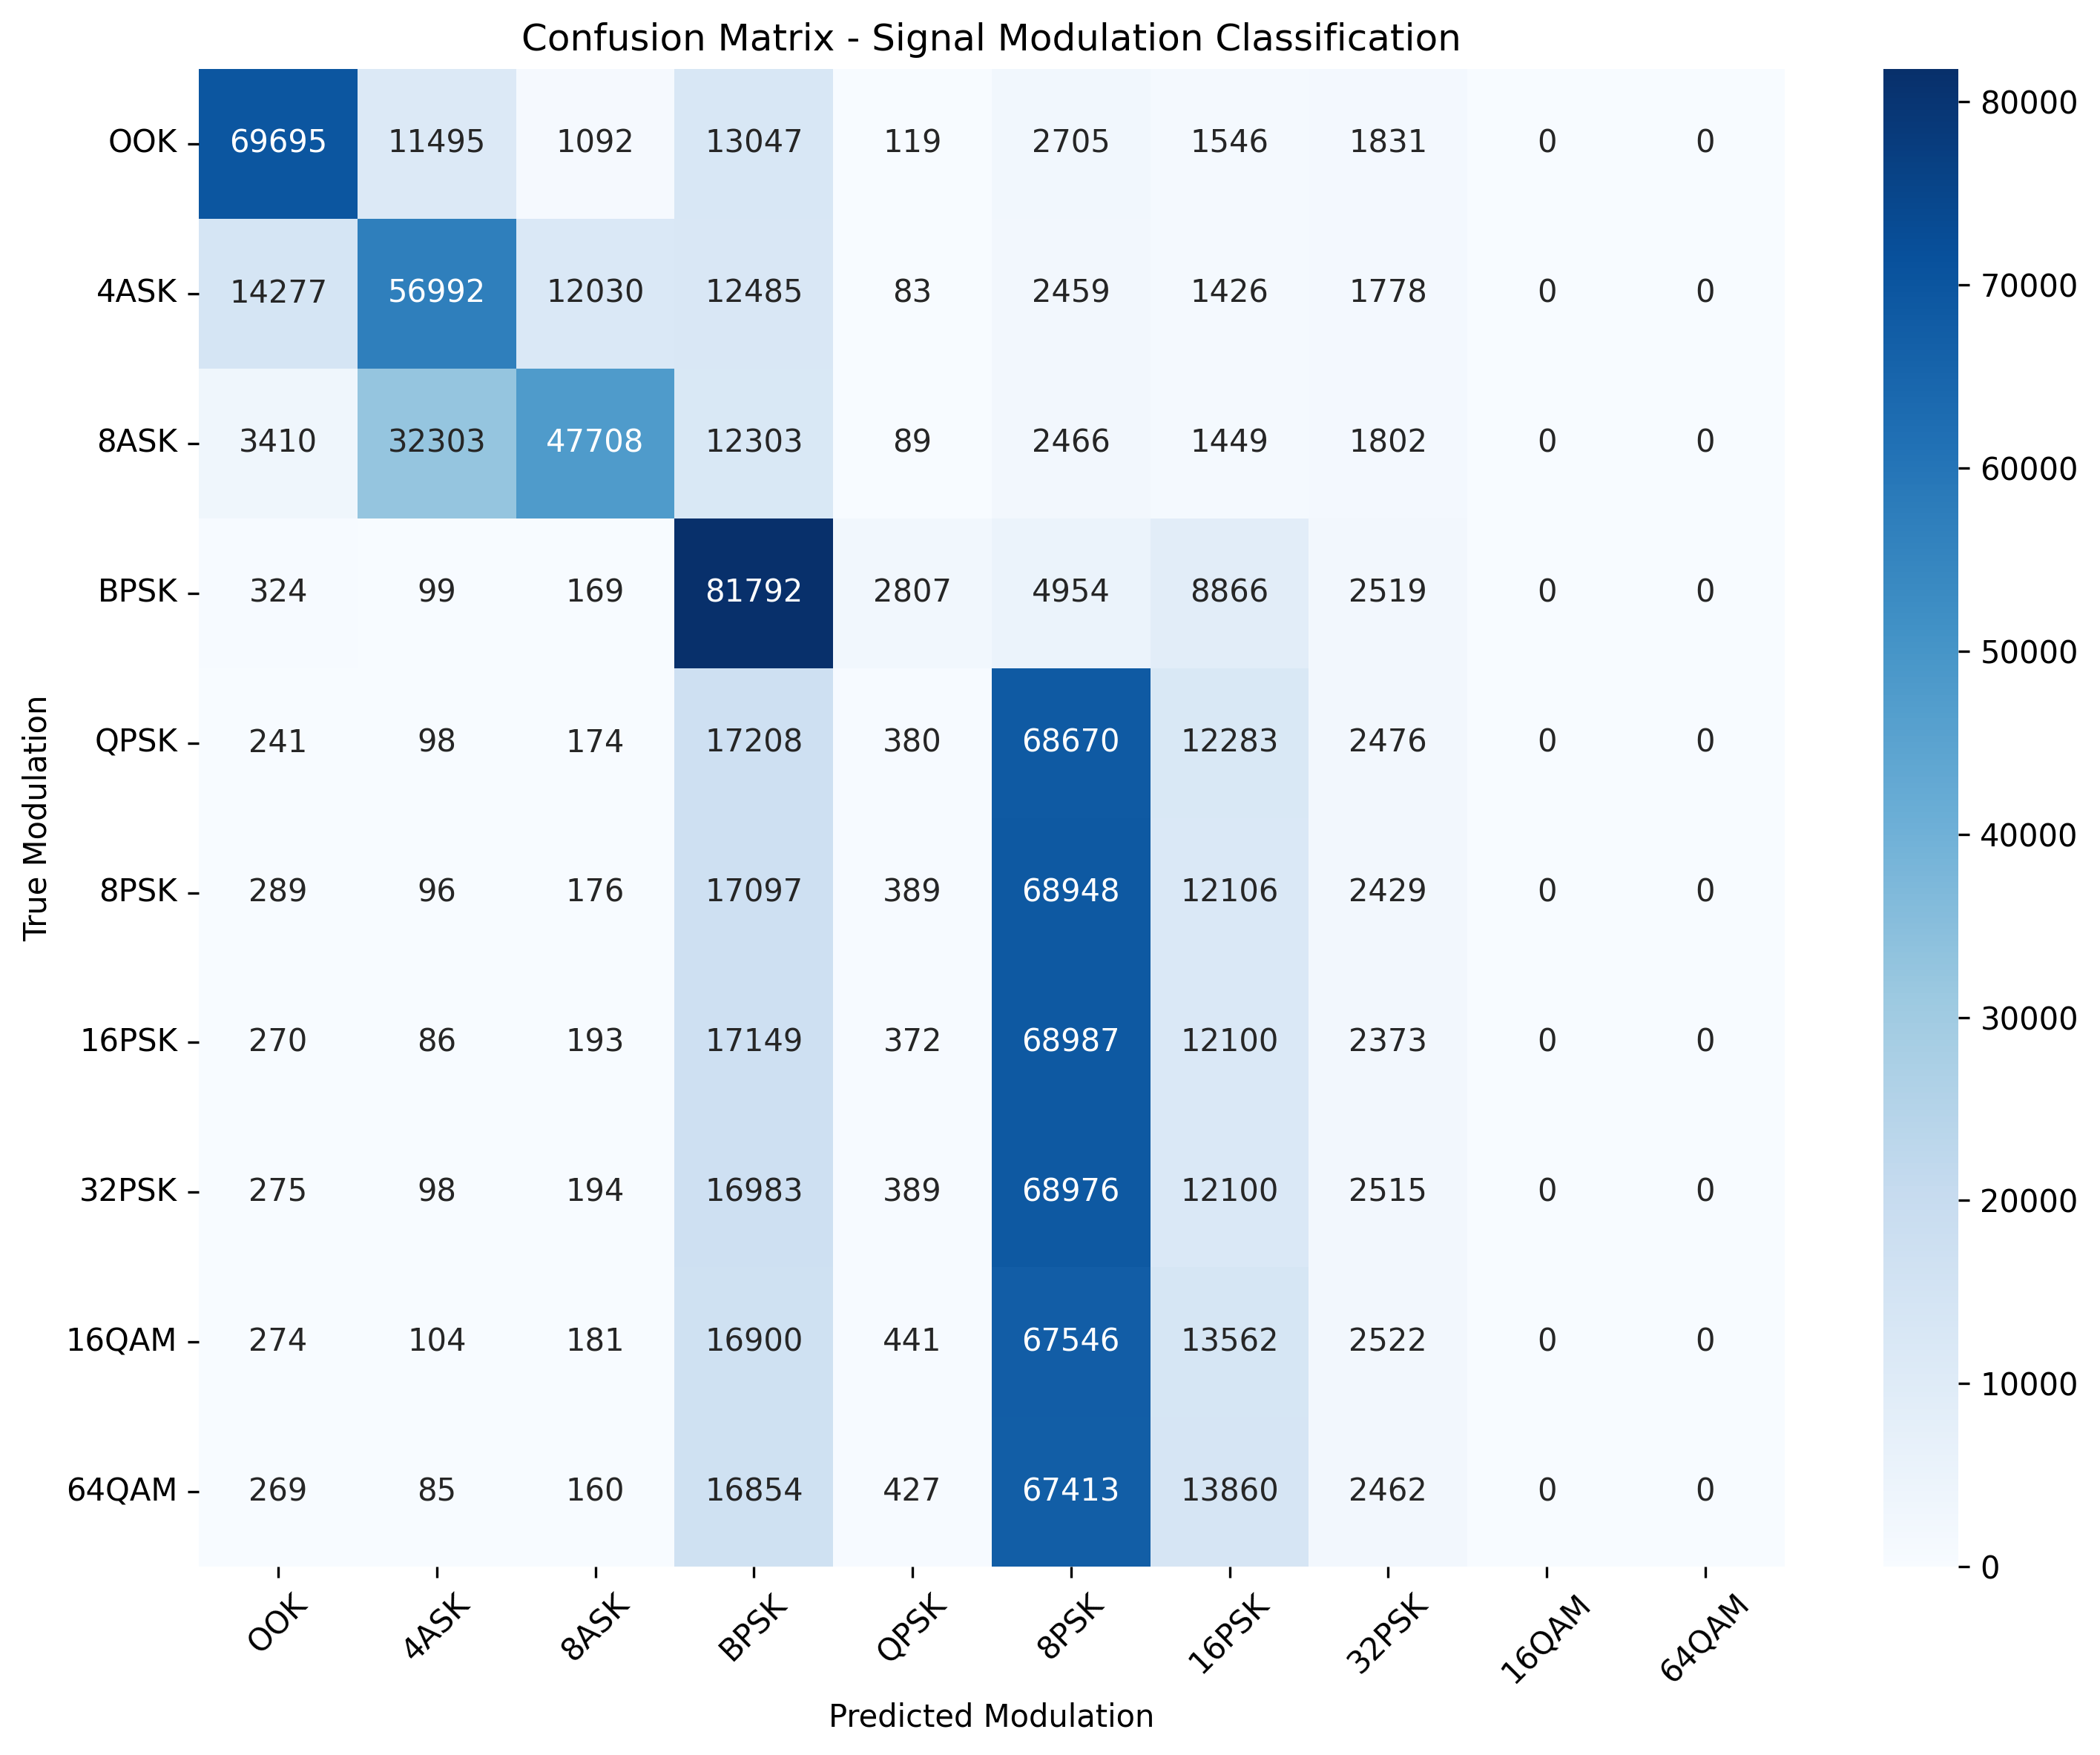 Confusion Matrix - Signal Modulation Classification
OOK 69695 11495 1092 13047 119 2705 1546 1831 0 0
4ASK 14277 56992 12030 12485 83 2459 1426 1778 0 0
8ASK 3410 32303 47708 12303 89 2466 1449 1802 0 0
BPSK 324 99 169 81792 2807 4954 8866 2519 0 0
QPSK 241 98 174 17208 380 68670 12283 2476 0 0
8PSK 289 96 176 17097 389 68948 12106 2429 0 0
16PSK 270 86 193 17149 372 68987 12100 2373 0 0
32PSK 275 98 194 16983 389 68976 12100 2515 0 0
16QAM 274 104 181 16900 441 67546 13562 2522 0 0
64QAM 269 85 160 16854 427 67413 13860 2462 0 0
OOK 4ASK 8ASK BPSK QPSK 8PSK 16PSK 32PSK 16QAM 64QAM
Predicted Modulation
True Modulation
80000
70000
60000
50000
40000
30000
20000
10000
0